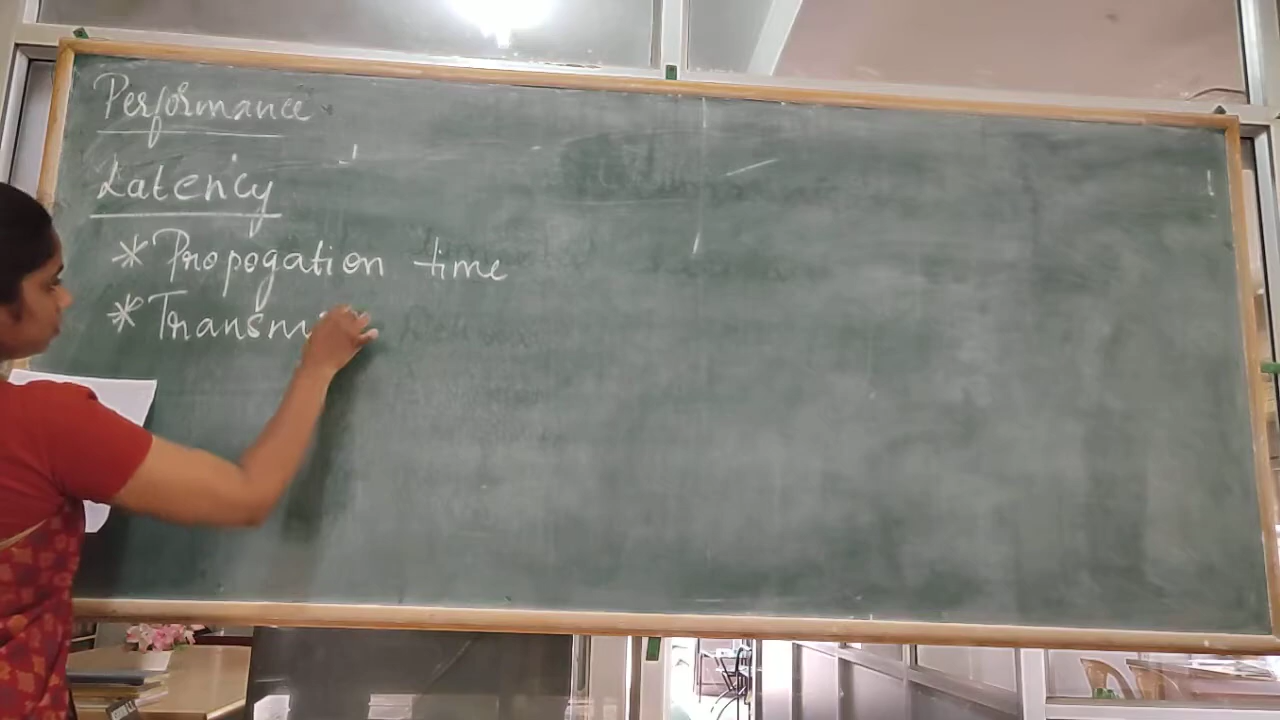 Performance
Latency
* Propogation time
* Transm